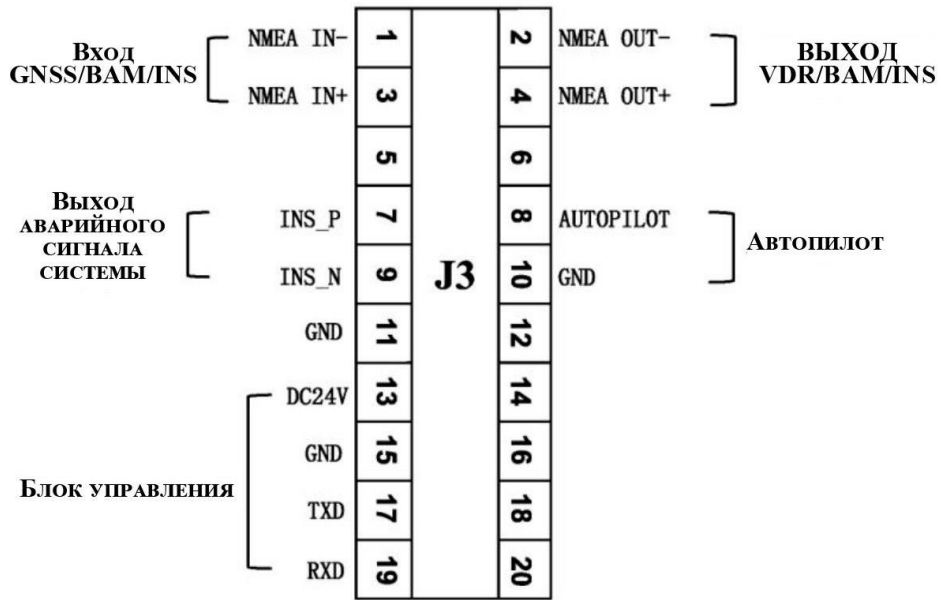 NMEA IN- 1 2 NMEA OUT-
Вход
GNSS/BAM/INS
ВЫХОД
VDR/BAM/INS
NMEA IN+ 3 4 NMEA OUT+
5 6
Выход
аварийного
сигнала
системы
INS_P 7 8 AUTOPILOT
Автопилот
INS_N 9 J3 10 GND
GND 11 12
DC24V 13 14
GND 15 16
Блок управления
TXD 17 18
RXD 19 20